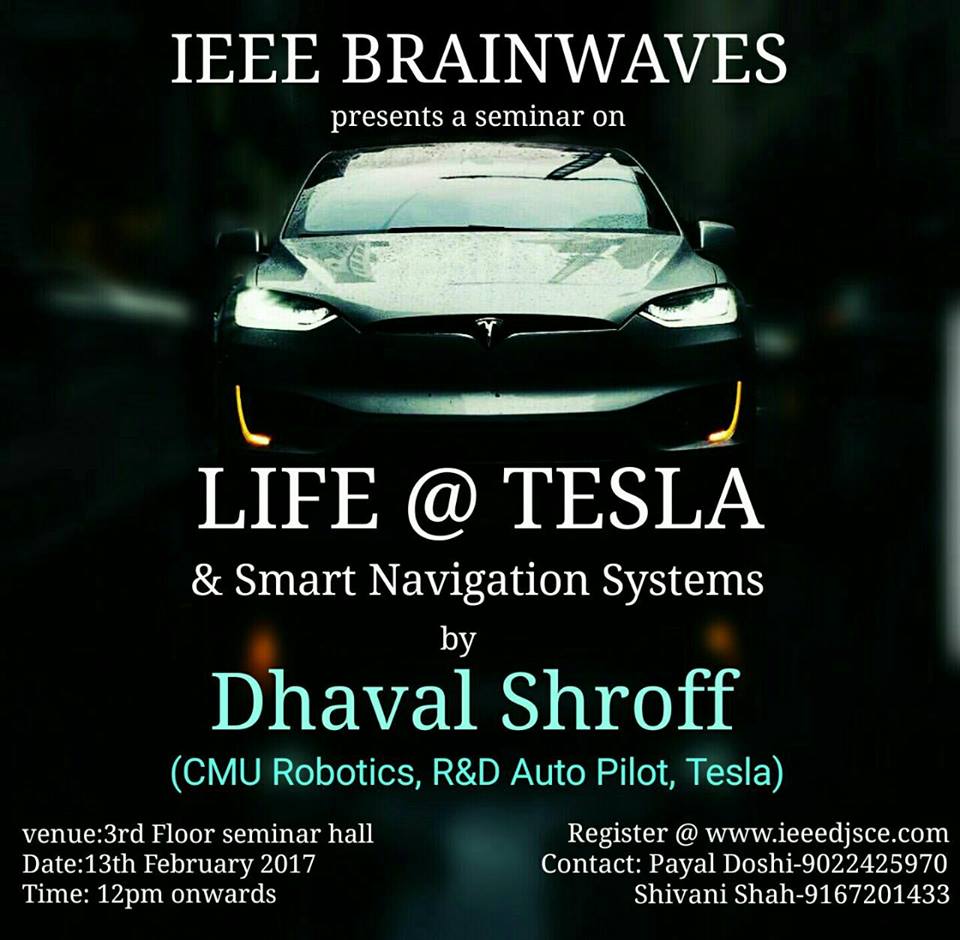 IEEE BRAINWAVES
presents a seminar on
LIFE @ TESLA
& Smart Navigation Systems
by
Dhaval Shroff
(CMU Robotics, R&D Auto Pilot, Tesla)
venue:3rd Floor seminar hall
Date:13th February 2017
Time: 12pm onwards
Register @ www.ieeedjsce.com
Contact: Payal Doshi-9022425970
Shivani Shah-9167201433